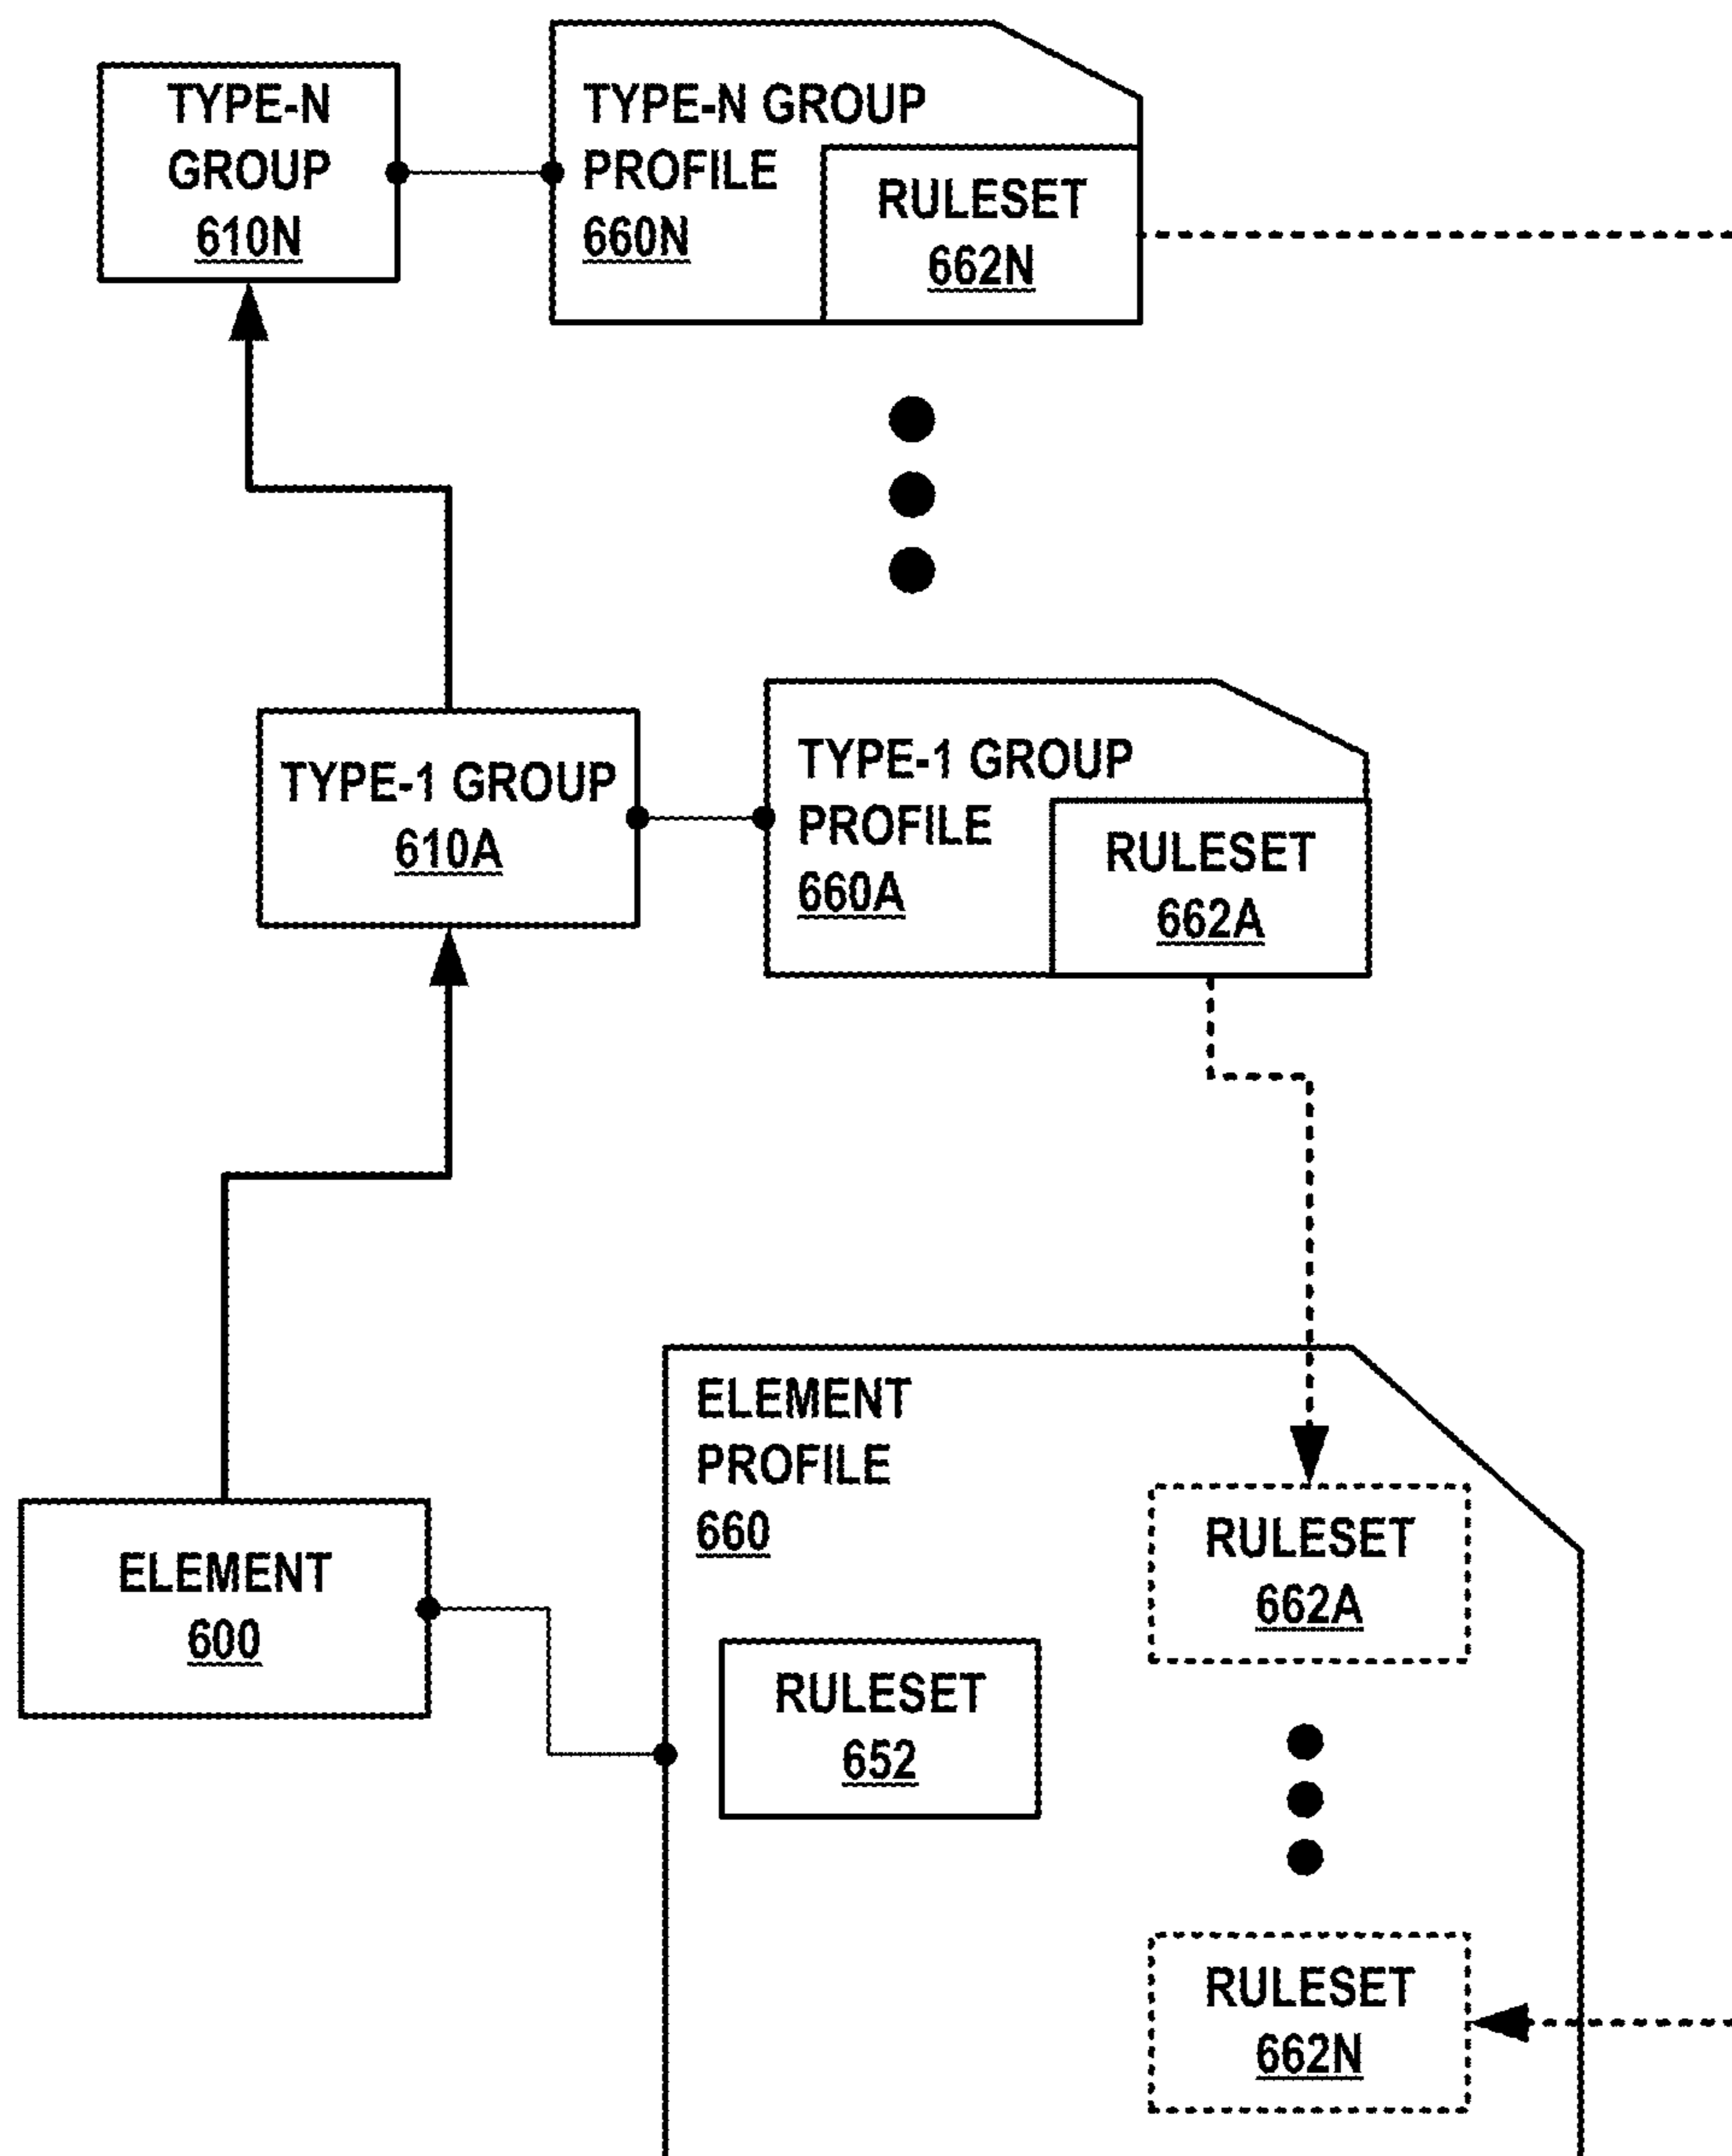 TYPE-N
GROUP
610N
TYPE-N GROUP
PROFILE
660N
RULESET
662N
TYPE-1 GROUP
610A
TYPE-1 GROUP
PROFILE
660A
RULESET
662A
ELEMENT
PROFILE
660
RULESET
662A
ELEMENT
600
RULESET
652
RULESET
662N